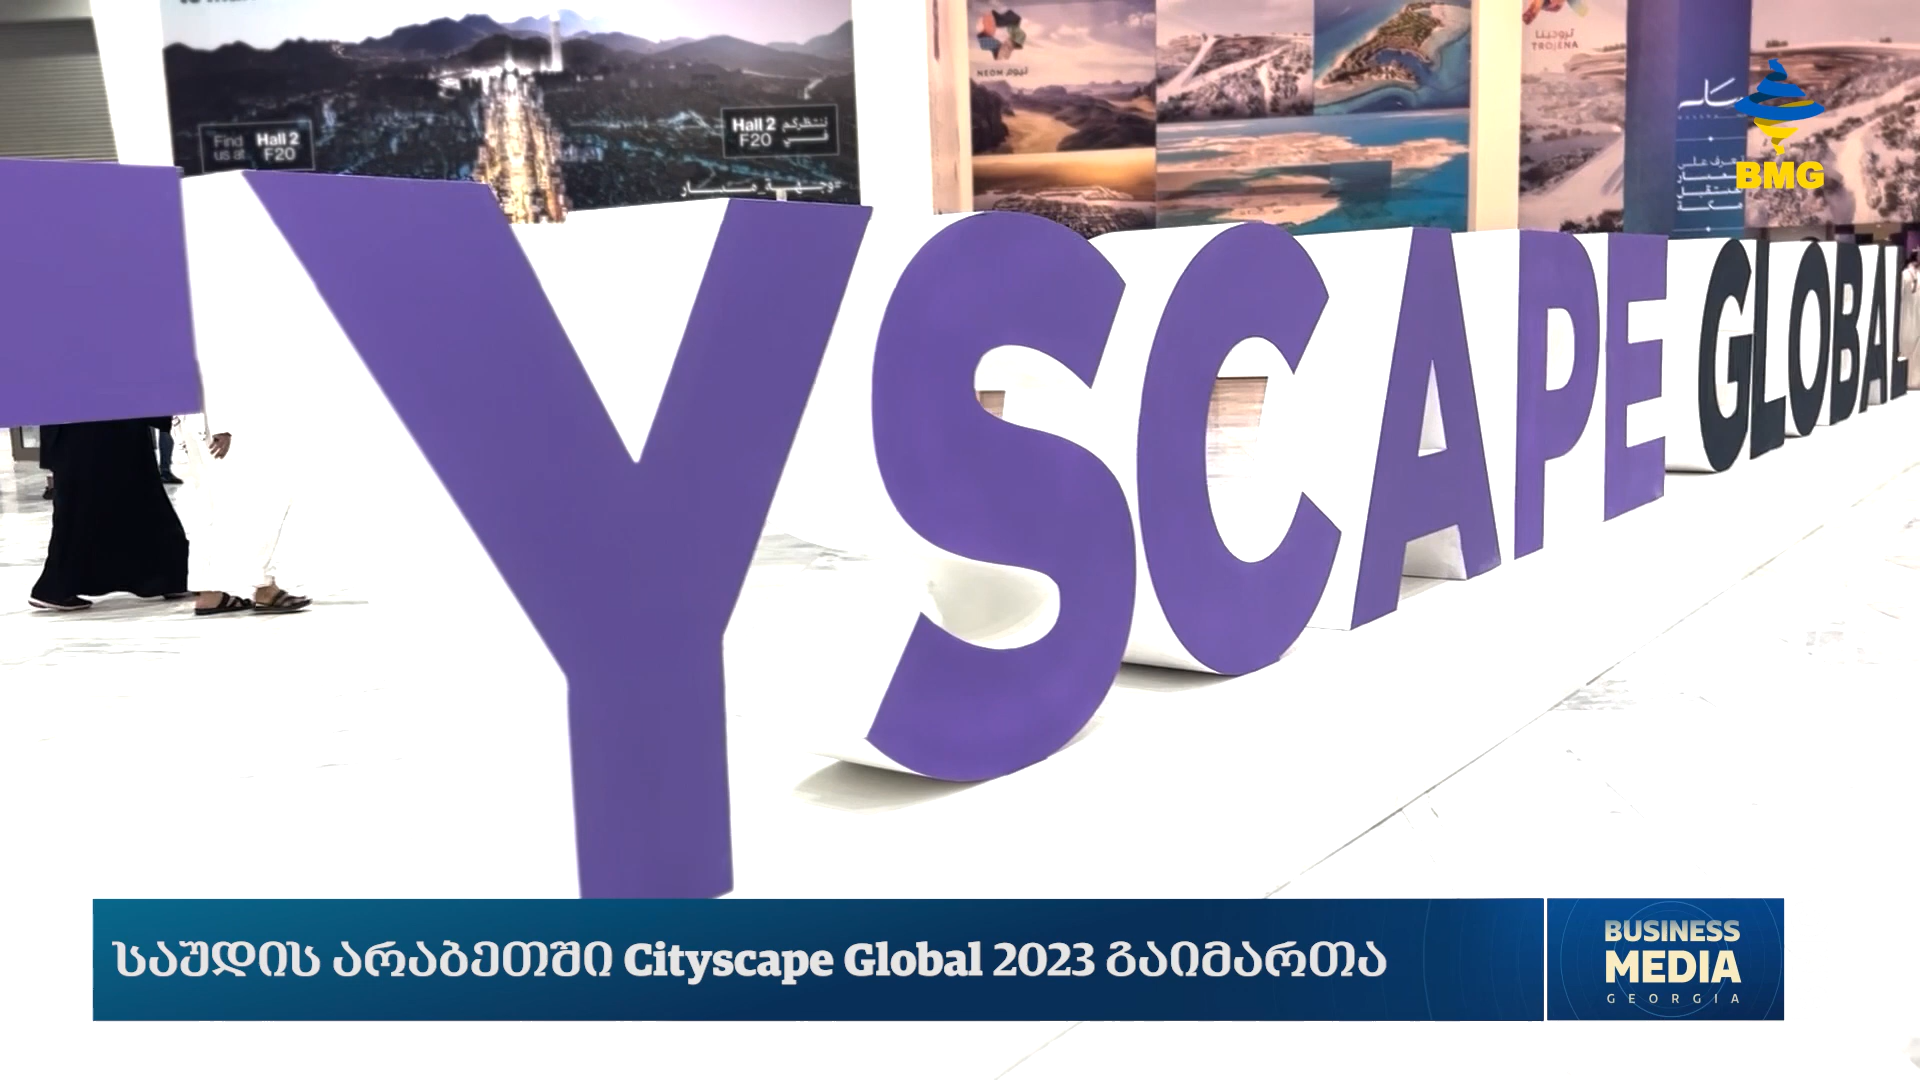 Find
us at
Hall 2
F20
Hall 2
F20
ننتظركم
في
NEOM نيوم
تروجينا
TROJENA
BMG
YSCAPE GLOBAL
საუდის არაბეთში Cityscape Global 2023 გაიმართა
BUSINESS
MEDIA
GEORGIA